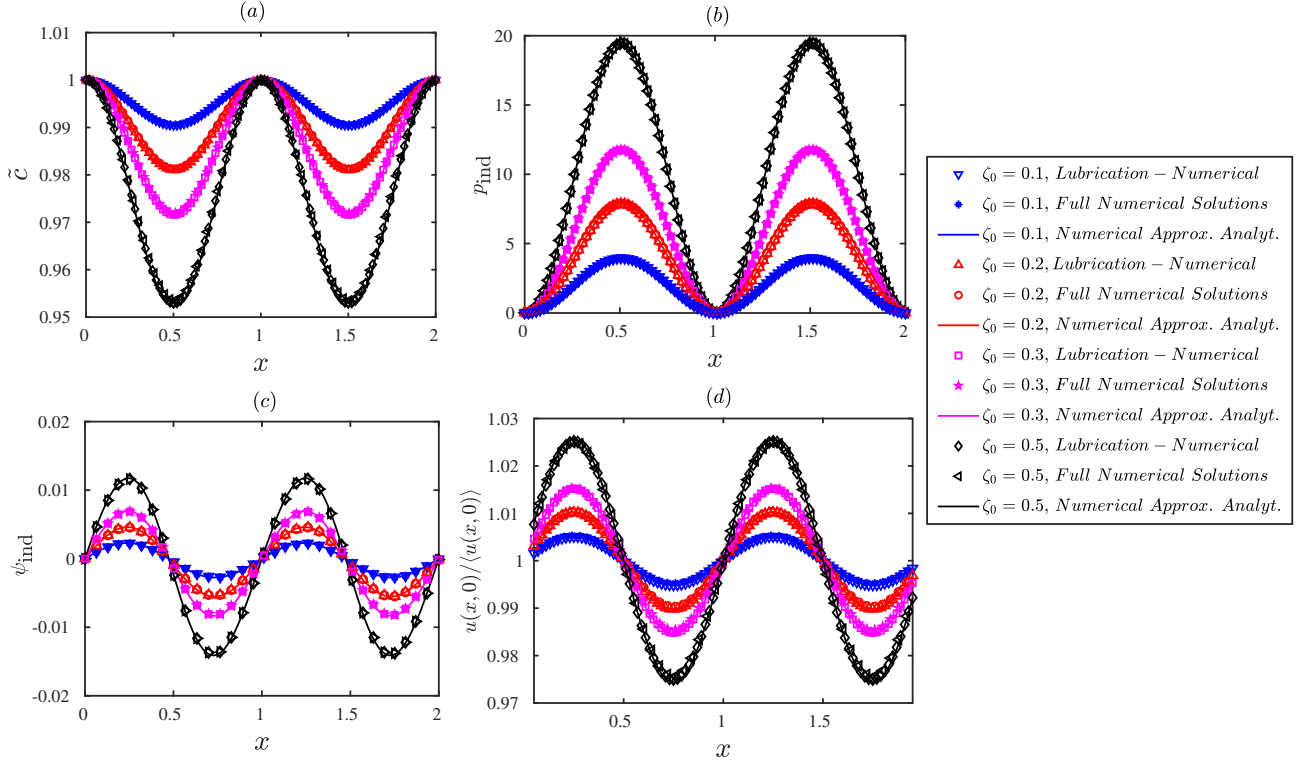 (a)
1.01
1
0.99
0.98
0.97
0.96
0.95
c̃
0 0.5 1 1.5 2
x
(b)
20
15
10
5
0
p_ind
0 0.5 1 1.5 2
x
(c)
0.02
0.01
0
-0.01
-0.02
ψ_ind
0 0.5 1 1.5 2
x
(d)
1.03
1.02
1.01
1
0.99
0.98
0.97
u(x, 0)/⟨u(x, 0)⟩
0.5 1 1.5
x
ζ₀ = 0.1, Lubrication − Numerical
ζ₀ = 0.1, Full Numerical Solutions
ζ₀ = 0.1, Numerical Approx. Analyt.
ζ₀ = 0.2, Lubrication − Numerical
ζ₀ = 0.2, Full Numerical Solutions
ζ₀ = 0.2, Numerical Approx. Analyt.
ζ₀ = 0.3, Lubrication − Numerical
ζ₀ = 0.3, Full Numerical Solutions
ζ₀ = 0.3, Numerical Approx. Analyt.
ζ₀ = 0.5, Lubrication − Numerical
ζ₀ = 0.5, Full Numerical Solutions
ζ₀ = 0.5, Numerical Approx. Analyt.